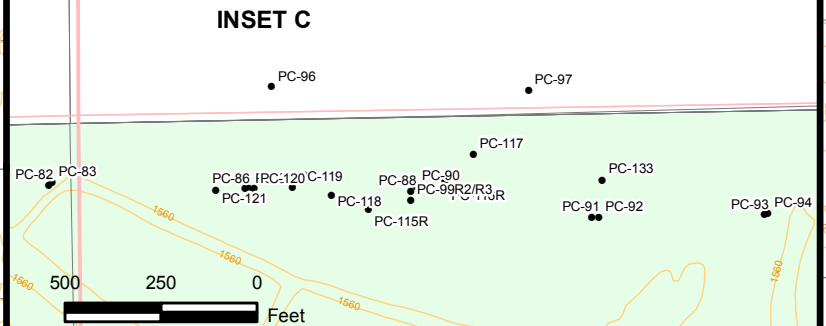 INSET C
PC-96
PC-97
PC-117
PC-82
PC-83
PC-86
PC-120
PC-119
PC-88
PC-90
PC-133
PC-121
PC-118
PC-99R2/R3
PC-91
PC-92
PC-93
PC-94
PC-115R
1560
1560
1560
1560
1560
500 250 0
Feet